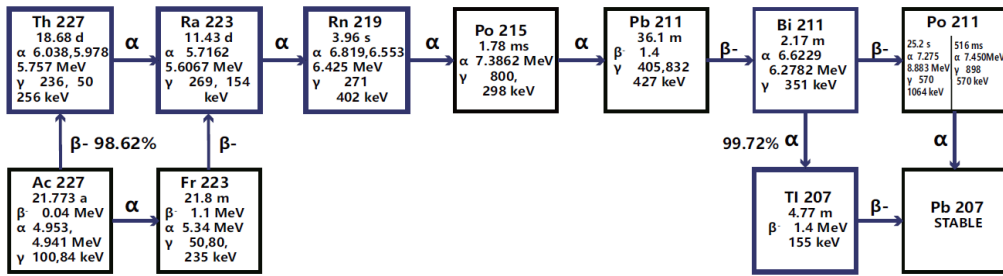 Th 227
18.68 d
α 6.038,5.978
5.757 MeV
γ 236, 50
256 keV
α
Ra 223
11.43 d
α 5.7162
5.6067 MeV
γ 269, 154
keV
α
Rn 219
3.96 s
α 6.819,6.553
6.425 MeV
γ 271
402 keV
α
Po 215
1.78 ms
α 7.3862 MeV
γ 800,
298 keV
α
Pb 211
36.1 m
β- 1.4
γ 405,832
427 keV
β-
Bi 211
2.17 m
α 6.6229
6.2782 MeV
γ 351 keV
β-
Po 211
25.2 s
α 7.275
8.883 MeV
γ 570
1064 keV
516 ms
α 7.450MeV
γ 898
570 keV
β- 98.62%
β-
99.72% α
α
Ac 227
21.773 a
β- 0.04 MeV
α 4.953,
4.941 MeV
γ 100,84 keV
α
Fr 223
21.8 m
β- 1.1 MeV
α 5.34 MeV
γ 50,80,
235 keV
Tl 207
4.77 m
β- 1.4 MeV
155 keV
β-
Pb 207
STABLE